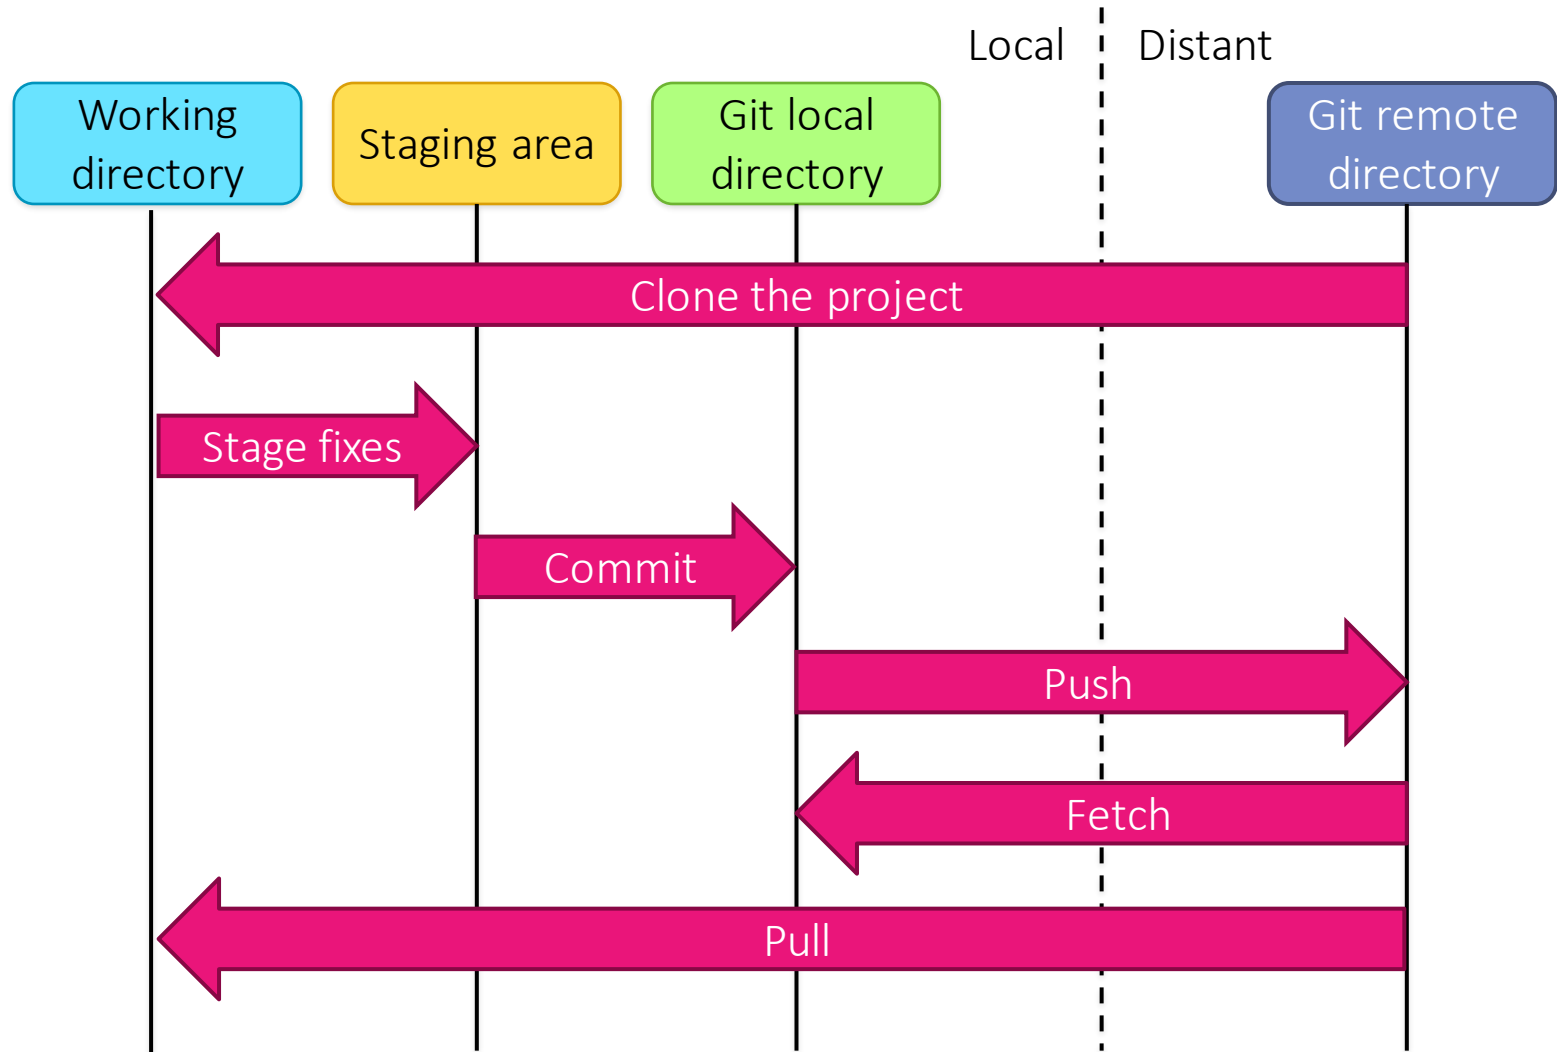 Local
Distant
Working
directory
Staging area
Git local
directory
Git remote
directory
Clone the project
Stage fixes
Commit
Push
Fetch
Pull